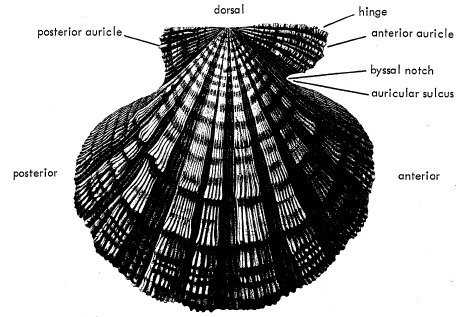 dorsal
hinge
posterior auricle
anterior auricle
byssal notch
auricular sulcus
posterior
anterior